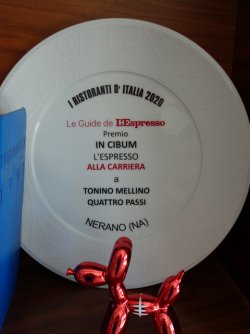 I RISTORANTI D' ITALIA 2020
Le Guide de L'Espresso
Premio
IN CIBUM
L'ESPRESSO
ALLA CARRIERA
a
TONINO MELLINO
QUATTRO PASSI
NERANO (NA)